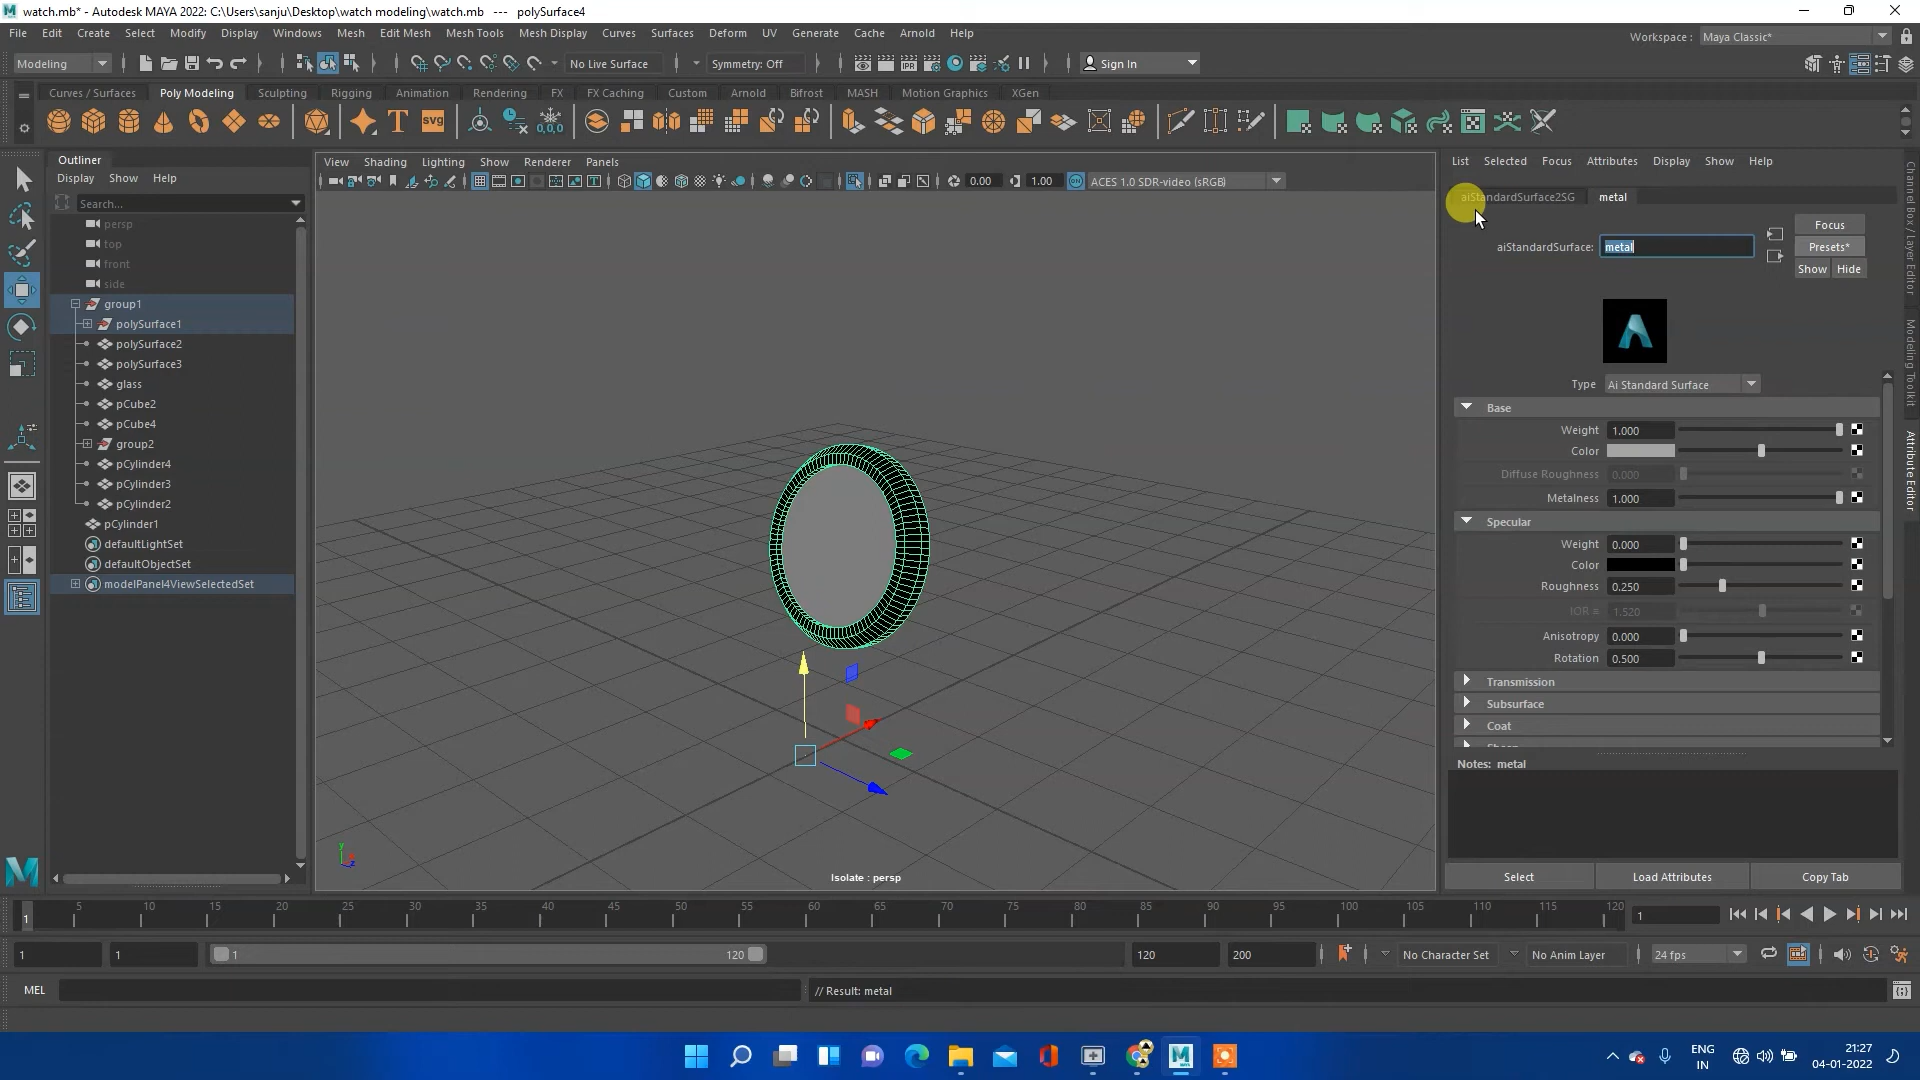 watch.mb* - Autodesk MAYA 2022: C:\Users\sanju\Desktop\watch modeling\watch.mb --- polySurface4
File Edit Create Select Modify Display Windows Mesh Edit Mesh Mesh Tools Mesh Display Curves Surfaces Deform UV Generate Cache Arnold Help
Workspace : Maya Classic*
Modeling No Live Surface Symmetry: Off Sign In
Curves / Surfaces Poly Modeling Sculpting Rigging Animation Rendering FX FX Caching Custom Arnold Bifrost MASH Motion Graphics XGen
Outliner
Display Show Help
Search...
persp
top
front
side
group1
polySurface1
polySurface2
polySurface3
glass
pCube2
pCube4
group2
pCylinder4
pCylinder3
pCylinder2
pCylinder1
defaultLightSet
defaultObjectSet
modelPanel4ViewSelectedSet
View Shading Lighting Show Renderer Panels
0.00 1.00 ACES 1.0 SDR-video (sRGB)
Isolate : persp
List Selected Focus Attributes Display Show Help
aiStandardSurface2SG metal
aiStandardSurface: metal
Focus
Presets*
Show Hide
Type Ai Standard Surface
Base
Weight 1.000
Color
Diffuse Roughness 0.000
Metalness 1.000
Specular
Weight 0.000
Color
Roughness 0.250
IOR 1.520
Anisotropy 0.000
Rotation 0.500
Transmission
Subsurface
Coat
Notes: metal
Select Load Attributes Copy Tab
Channel Box / Layer Editor
Modeling Toolkit
Attribute Editor
1 5 10 15 20 25 30 35 40 45 50 55 60 65 70 75 80 85 90 95 100 105 110 115 120 1
1 1 1 120 120 200 No Character Set No Anim Layer 24 fps
MEL // Result: metal
ENG
IN
21:27
04-01-2022